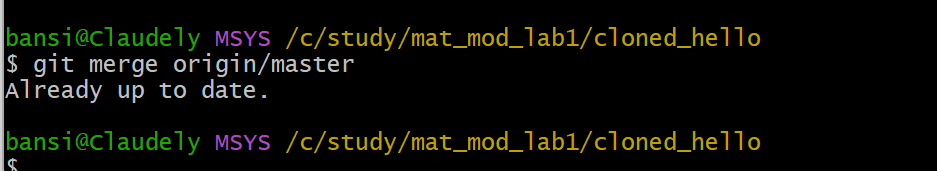 bansi@Claudely MSYS /c/study/mat_mod_lab1/cloned_hello
$ git merge origin/master
Already up to date.
bansi@Claudely MSYS /c/study/mat_mod_lab1/cloned_hello
$